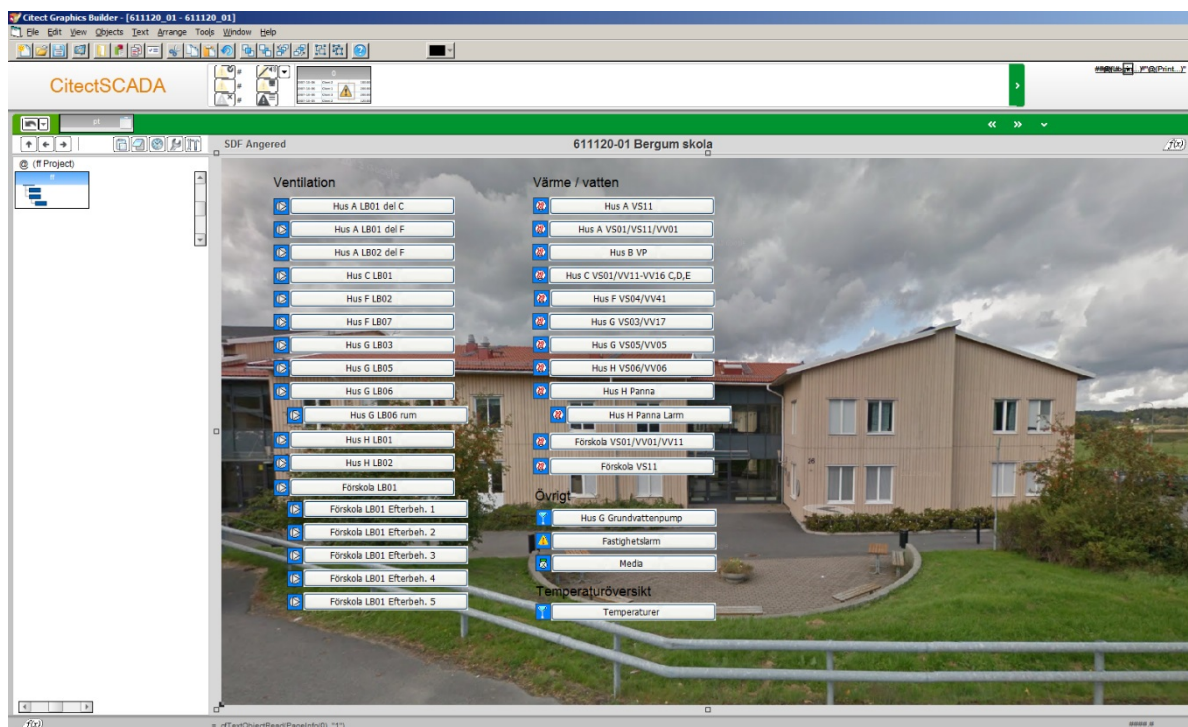 Citect Graphics Builder - [611120_01 - 611120_01]
File Edit View Objects Text Arrange Tools Window Help
CitectSCADA
SDF Angered
611120-01 Bergum skola
f(x)
@ (ff Project)
ff
Ventilation
Hus A LB01 del C
Hus A LB01 del F
Hus A LB02 del F
Hus C LB01
Hus F LB02
Hus F LB07
Hus G LB03
Hus G LB05
Hus G LB06
Hus G LB06 rum
Hus H LB01
Hus H LB02
Förskola LB01
Förskola LB01 Efterbeh. 1
Förskola LB01 Efterbeh. 2
Förskola LB01 Efterbeh. 3
Förskola LB01 Efterbeh. 4
Förskola LB01 Efterbeh. 5
Värme / vatten
Hus A VS11
Hus A VS01/VS11/VV01
Hus B VP
Hus C VS01/VV11-VV16 C,D,E
Hus F VS04/VV41
Hus G VS03/VV17
Hus G VS05/VV05
Hus H VS06/VV06
Hus H Panna
Hus H Panna Larm
Förskola VS01/VV01/VV11
Förskola VS11
Övrigt
Hus G Grundvattenpump
Fastighetslarm
Media
Temperaturöversikt
Temperaturer
26
f(x)
#### #